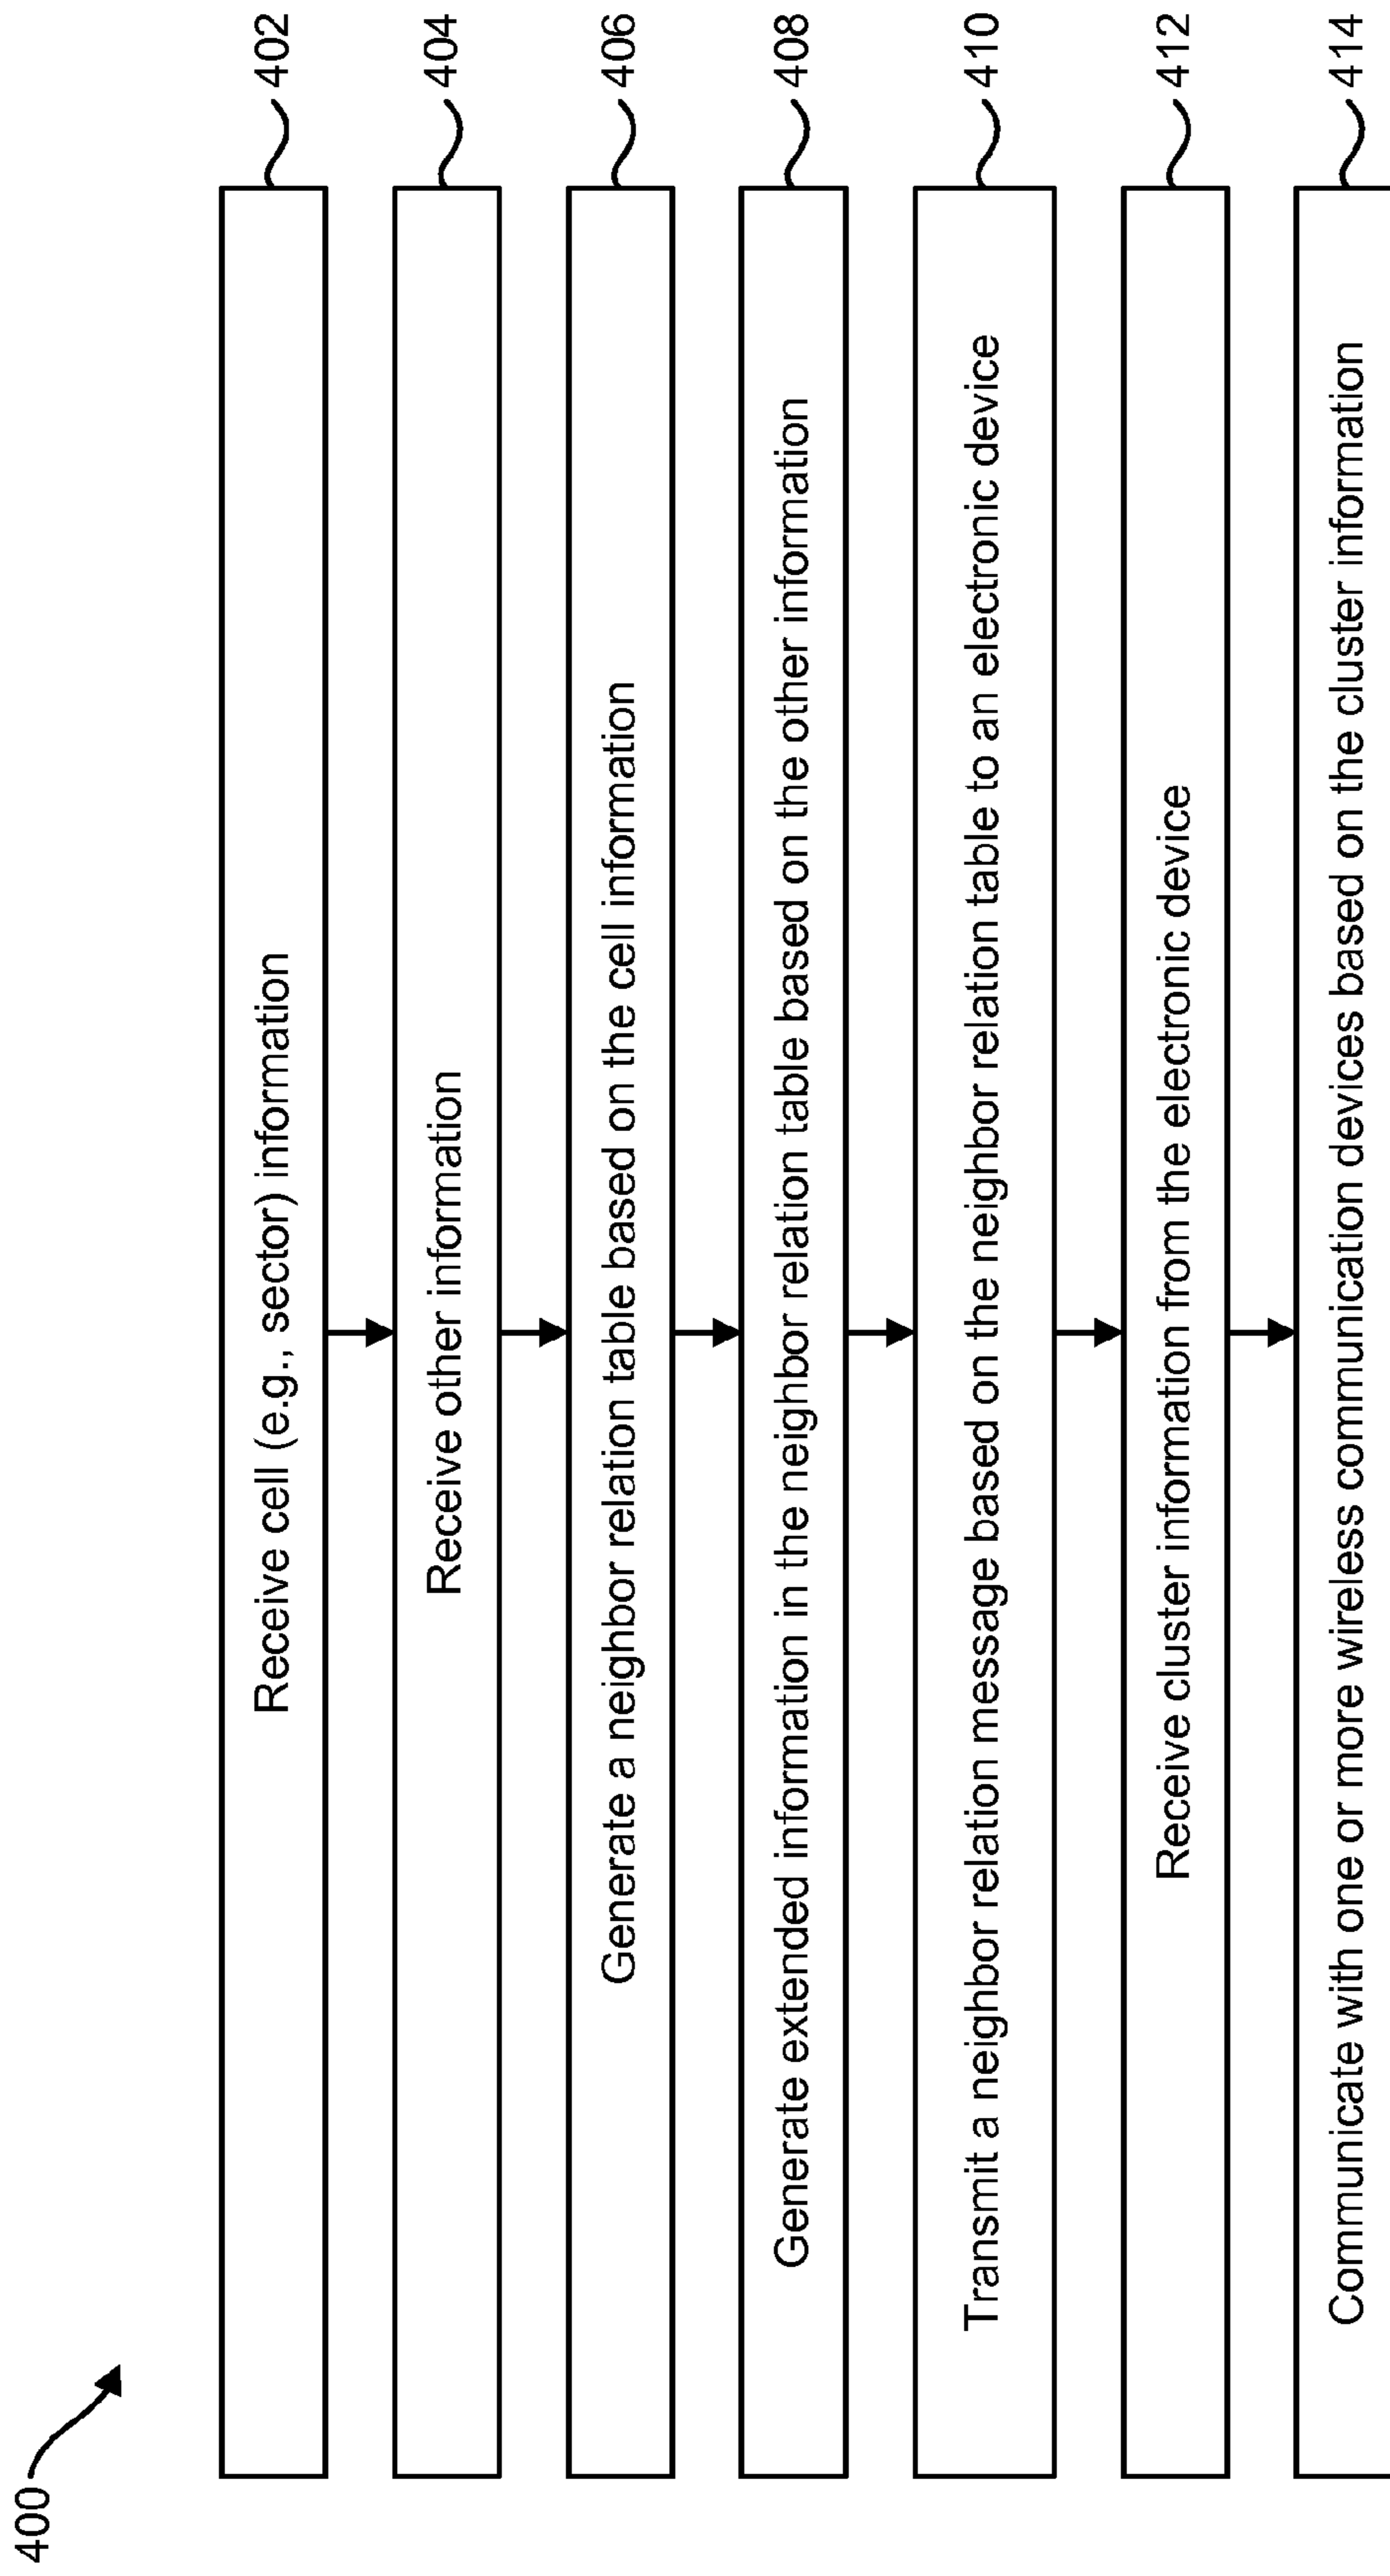 400
Receive cell (e.g., sector) information
402
Receive other information
404
Generate a neighbor relation table based on the cell information
406
Generate extended information in the neighbor relation table based on the other information
408
Transmit a neighbor relation message based on the neighbor relation table to an electronic device
410
Receive cluster information from the electronic device
412
Communicate with one or more wireless communication devices based on the cluster information
414